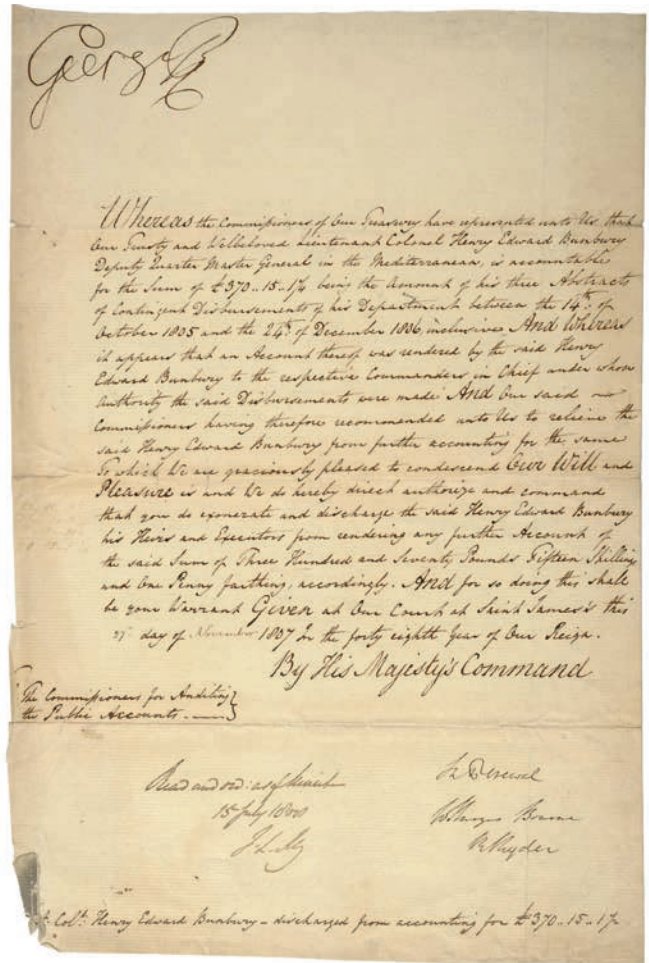 George R
Whereas the Commissioners of Our Treasury have represented unto Us that
Our Trusty and Welbeloved Lieutenant Colonel Henry Edward Bunbury
Deputy Quarter Master General in the Mediterranean, is accountable
for the Sum of £370-15-1¼ being the Amount of his three Abstracts
of Contingent Disbursements of his Department between the 14th. of
October 1805 and the 24th. of December 1806, inclusive And Whereas
it appears that an Account thereof was rendered by the said Henry
Edward Bunbury to the respective Commanders in Chief under whose
Authority the said Disbursements were made And Our said
Commissioners having therefore recommended unto Us to relieve the
said Henry Edward Bunbury from further accounting for the same
To which We are graciously pleased to condescend Our Will and
Pleasure is and We do hereby direct authorize and command
that you do exonerate and discharge the said Henry Edward Bunbury
his Heirs and Executors from rendering any further Account of
the said Sum of Three Hundred and Seventy Pounds Fifteen Shillings
and One Penny farthing, accordingly. And for so doing this shall
be your Warrant Given at Our Court at Saint James's this
27 day of November 1807 In the forty eighth Year of Our Reign.
By His Majesty's Command
The Commissioners for Auditing
the Public Accounts.
Sp Perceval
Read and
15 July 1808
W Sturges Bourne
R Ryder
Coll. Henry Edward Bunbury - discharged from accounting for £370-15-1¼